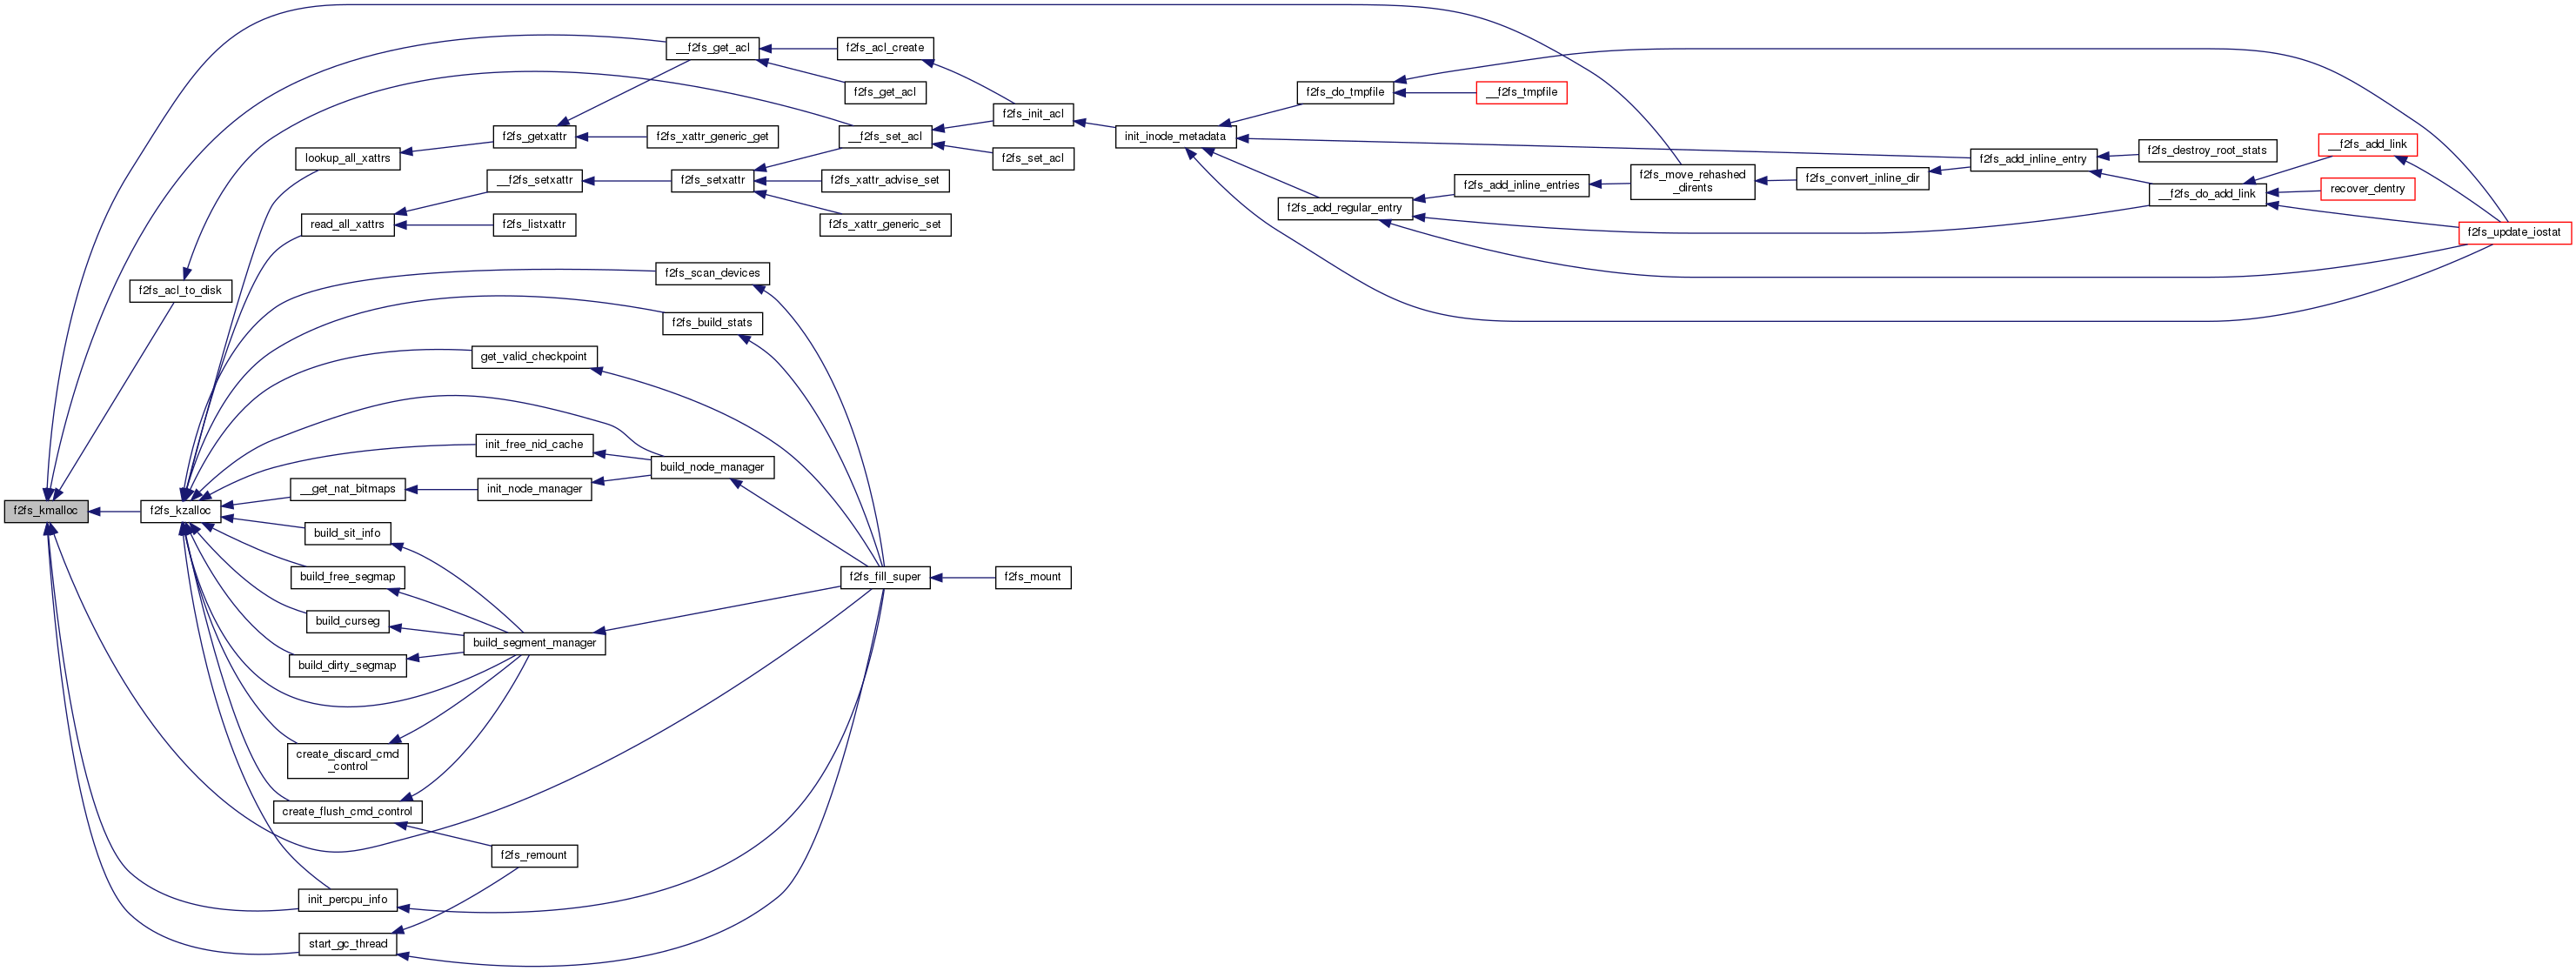 __f2fs_get_acl
f2fs_acl_create
f2fs_get_acl
f2fs_do_tmpfile
__f2fs_tmpfile
f2fs_init_acl
f2fs_getxattr
f2fs_xattr_generic_get
__f2fs_set_acl
init_inode_metadata
lookup_all_xattrs
f2fs_set_acl
f2fs_add_inline_entry
f2fs_destroy_root_stats
__f2fs_add_link
__f2fs_setxattr
f2fs_setxattr
f2fs_xattr_advise_set
f2fs_add_inline_entries
f2fs_move_rehashed
_dirents
f2fs_convert_inline_dir
__f2fs_do_add_link
recover_dentry
f2fs_add_regular_entry
read_all_xattrs
f2fs_listxattr
f2fs_xattr_generic_set
f2fs_update_iostat
f2fs_scan_devices
f2fs_acl_to_disk
f2fs_build_stats
get_valid_checkpoint
init_free_nid_cache
build_node_manager
__get_nat_bitmaps
init_node_manager
f2fs_kmalloc
f2fs_kzalloc
build_sit_info
build_free_segmap
f2fs_fill_super
f2fs_mount
build_curseg
build_segment_manager
build_dirty_segmap
create_discard_cmd
_control
create_flush_cmd_control
f2fs_remount
init_percpu_info
start_gc_thread